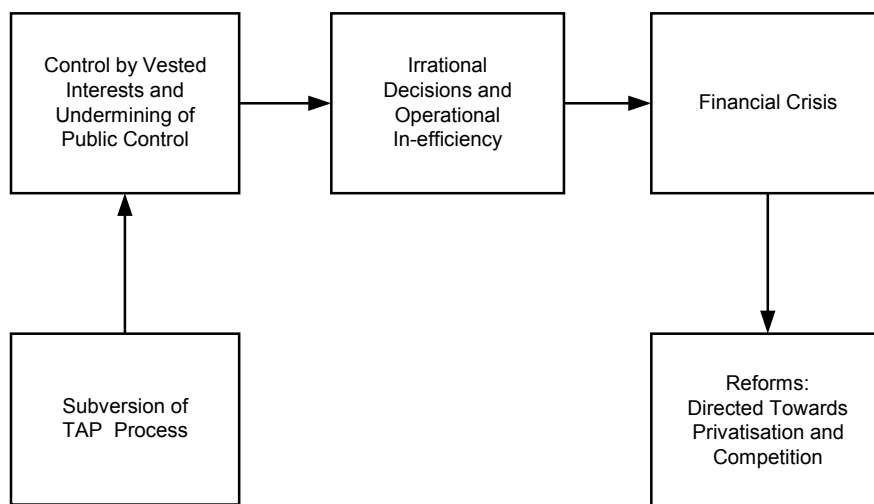 Control by Vested
Interests and
Undermining of
Public Control
Irrational
Decisions and
Operational
In-efficiency
Financial Crisis
Subversion of
TAP Process
Reforms:
Directed Towards
Privatisation and
Competition